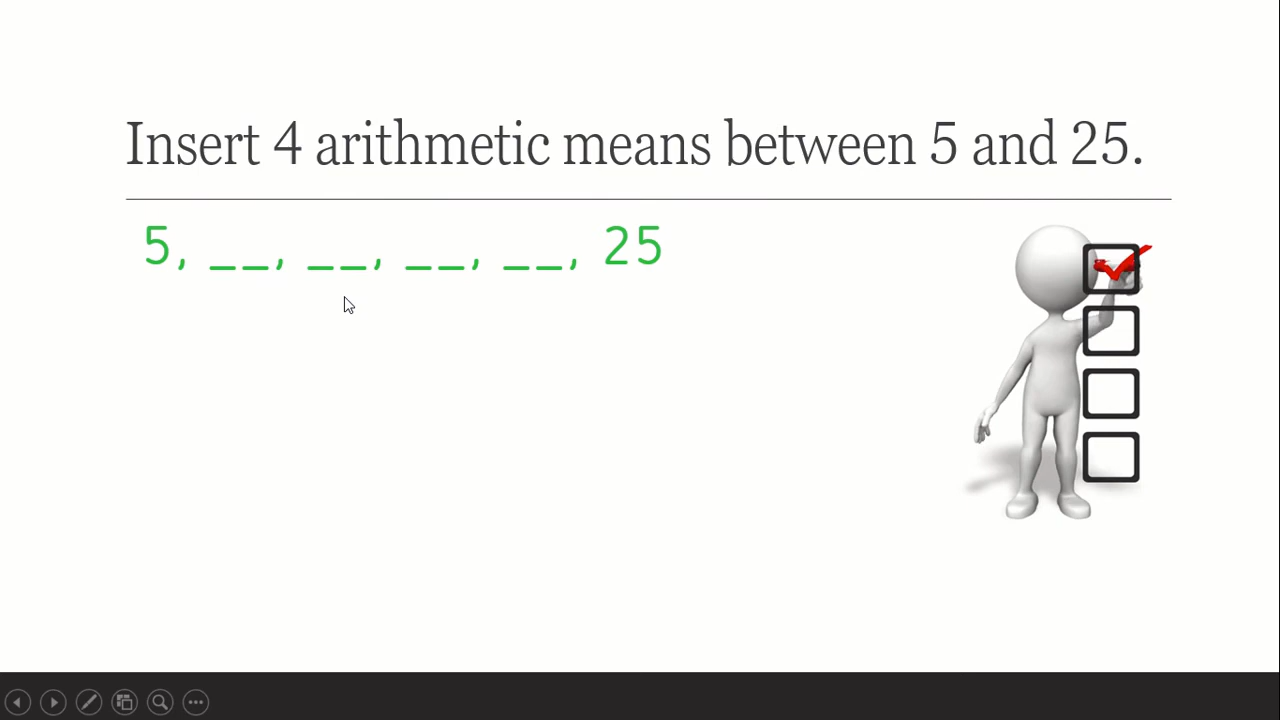 Insert 4 arithmetic means between 5 and 25.
5, __, __, __, __, 25